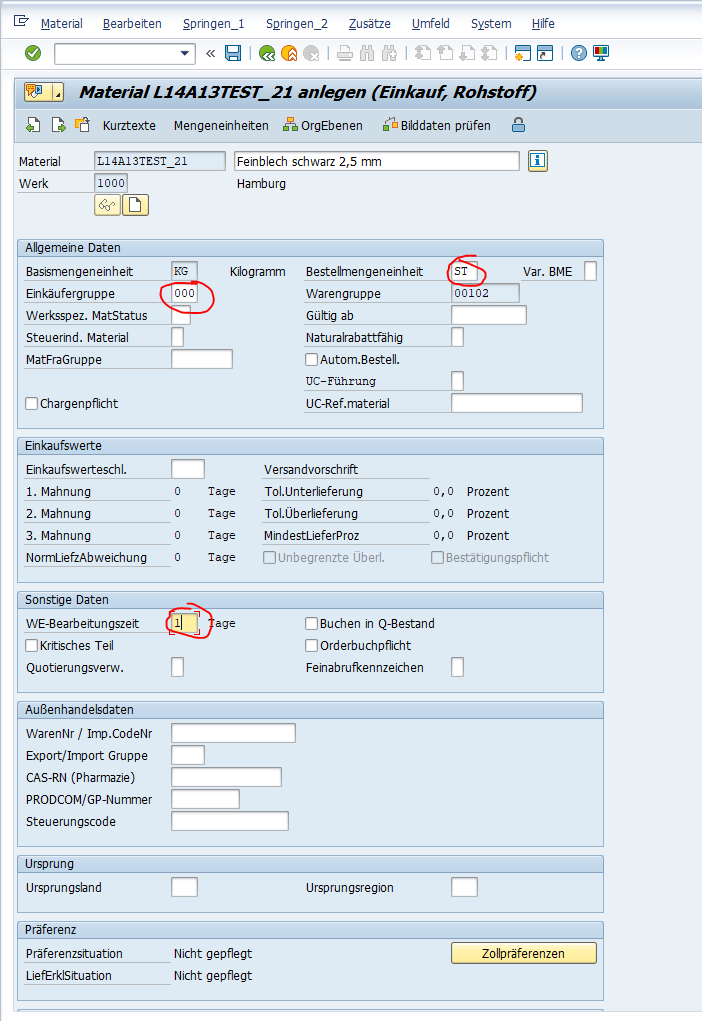 Material Bearbeiten Springen_1 Springen_2 Zusätze Umfeld System Hilfe
Material L14A13TEST_21 anlegen (Einkauf, Rohstoff)
Kurztexte Mengeneinheiten OrgEbenen Bilddaten prüfen
Material L14A13TEST_21 Feinblech schwarz 2,5 mm
Werk 1000 Hamburg
Allgemeine Daten
Basismengeneinheit KG Kilogramm Bestellmengeneinheit ST Var. BME
Einkäufergruppe 000 Warengruppe 00102
Werksspez. MatStatus Gültig ab
Steuerind. Material Naturalrabattfähig
MatFraGruppe Autom.Bestell.
UC-Führung
Chargenpflicht UC-Ref.material
Einkaufswerte
Einkaufswerteschl. Versandvorschrift
1. Mahnung 0 Tage Tol.Unterlieferung 0,0 Prozent
2. Mahnung 0 Tage Tol.Überlieferung 0,0 Prozent
3. Mahnung 0 Tage MindestLieferProz 0,0 Prozent
NormLiefzAbweichung 0 Tage Unbegrenzte Überl. Bestätigungspflicht
Sonstige Daten
WE-Bearbeitungszeit 1 Tage Buchen in Q-Bestand
Kritisches Teil Orderbuchpflicht
Quotierungsverw. Feinabrufkennzeichen
Außenhandelsdaten
WarenNr / Imp.CodeNr
Export/Import Gruppe
CAS-RN (Pharmazie)
PRODCOM/GP-Nummer
Steuerungscode
Ursprung
Ursprungsland Ursprungsregion
Präferenz
Präferenzsituation Nicht gepflegt Zollpräferenzen
LiefErklSituation Nicht gepflegt